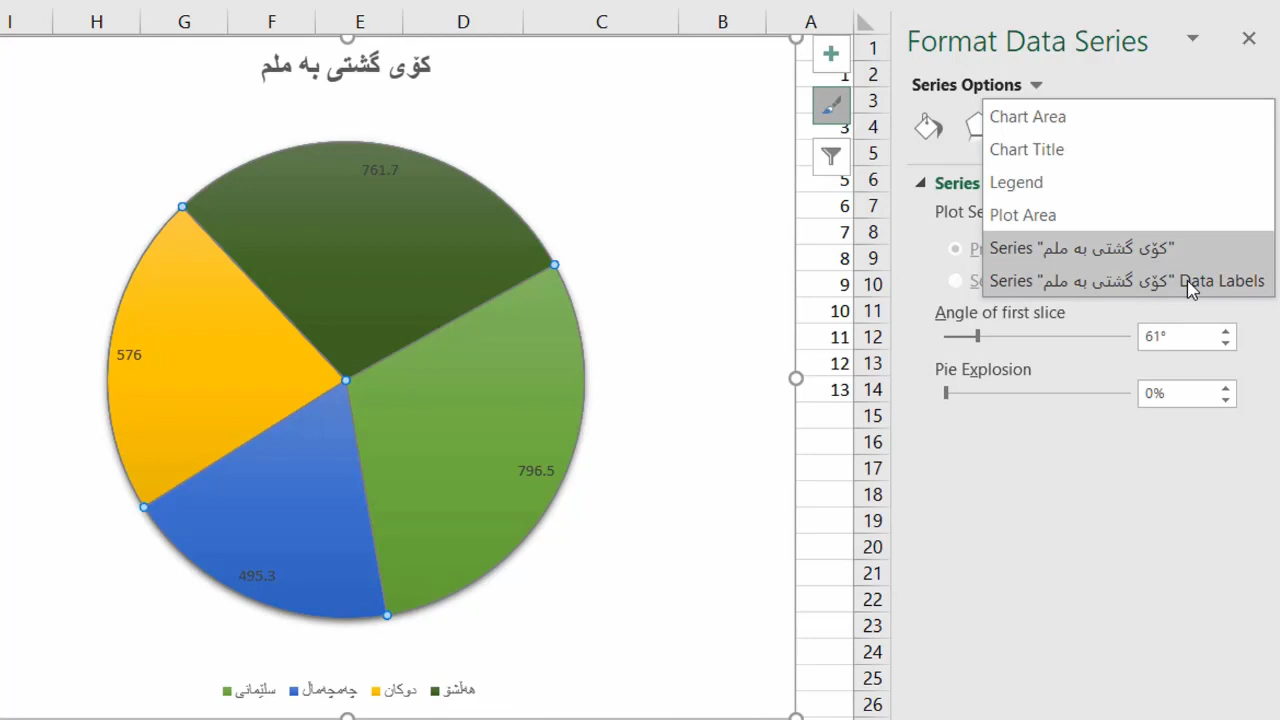 I H G F E D C B A
1
2
3
4
5
6
7
8
9
10
11
12
13
14
15
16
17
18
19
20
21
22
23
24
25
26
1
3
5
6
7
8
9
10
11
12
13
کۆی گشتی بە ملم
761.7
576
796.5
495.3
سلێمانی چەمچەماڵ دوکان هەڵشق
Format Data Series
Series Options
Chart Area
Chart Title
Legend
Plot Area
Series "کۆی گشتی بە ملم"
Series "کۆی گشتی بە ملم" Data Labels
Series
Plot Se
Angle of first slice
61°
Pie Explosion
0%